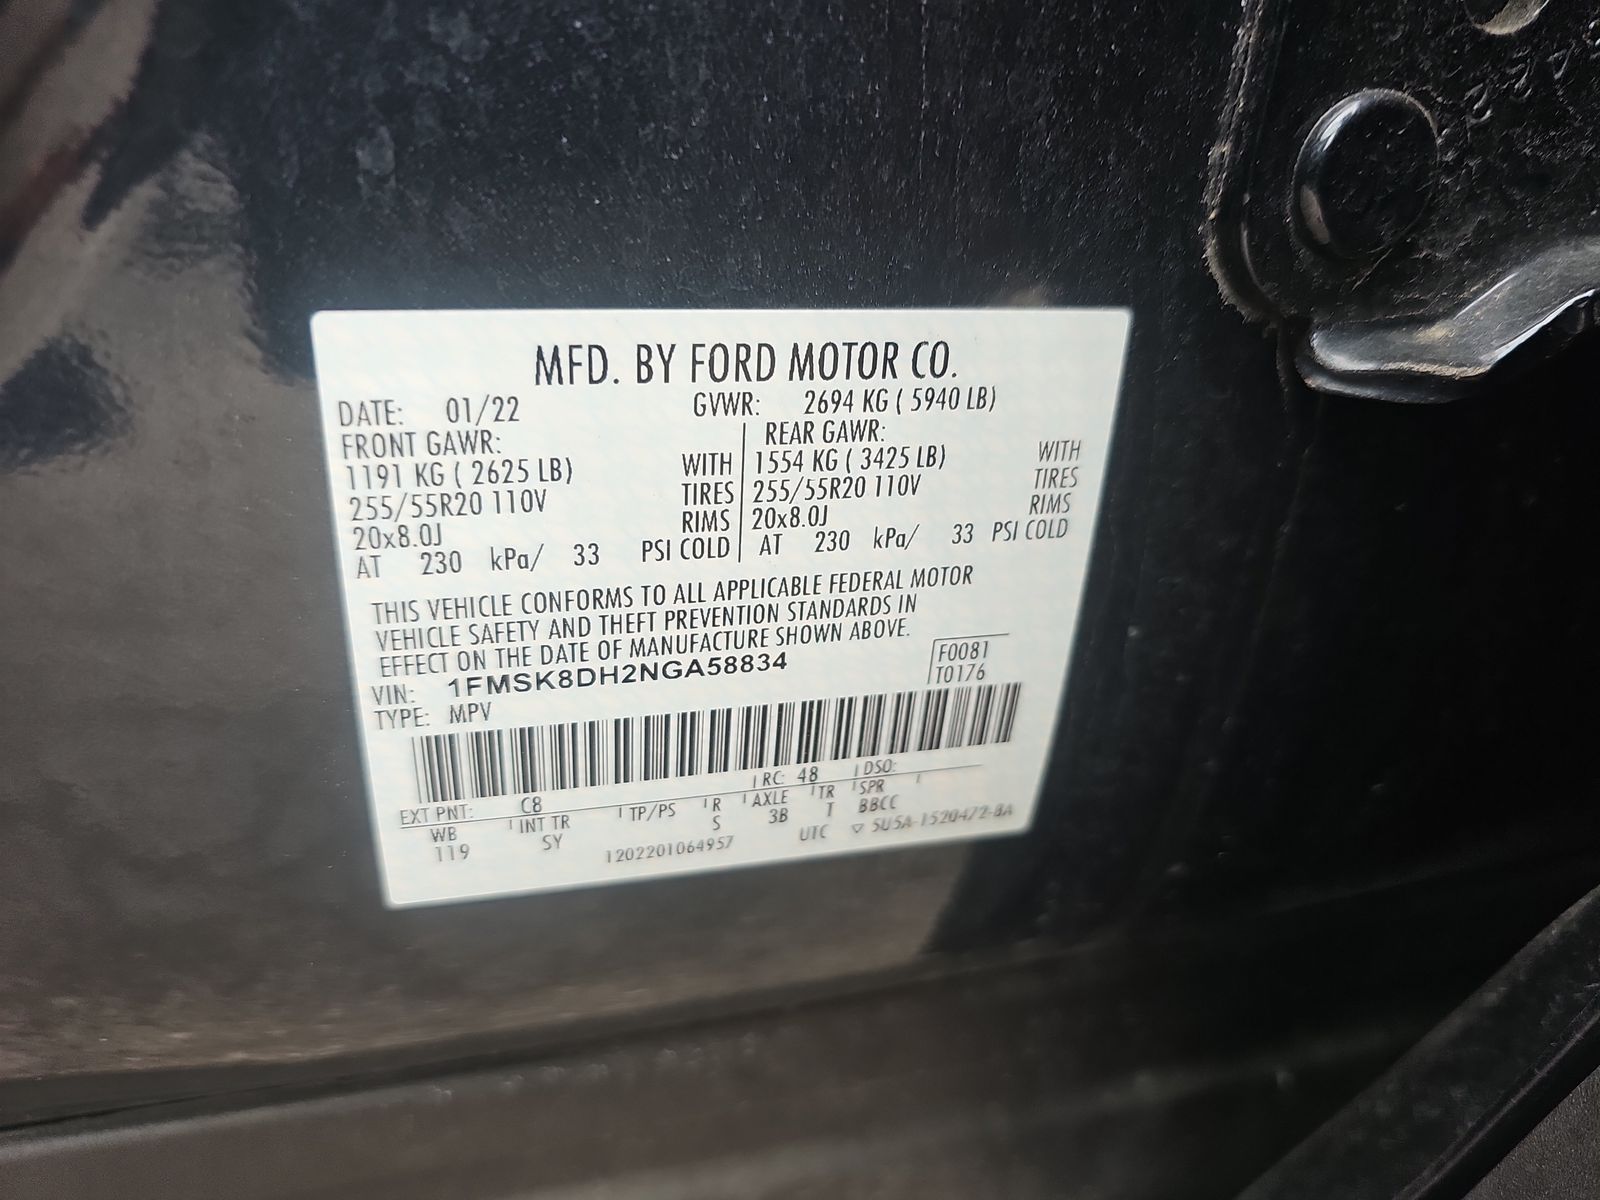 MFD. BY FORD MOTOR CO.
DATE: 01/22 GVWR: 2694 KG ( 5940 LB)
FRONT GAWR: REAR GAWR:
1191 KG ( 2625 LB) WITH 1554 KG ( 3425 LB) WITH
255/55R20 110V TIRES 255/55R20 110V TIRES
20x8.0J RIMS 20x8.0J RIMS
AT 230 kPa/ 33 PSI COLD AT 230 kPa/ 33 PSI COLD
THIS VEHICLE CONFORMS TO ALL APPLICABLE FEDERAL MOTOR
VEHICLE SAFETY AND THEFT PREVENTION STANDARDS IN
EFFECT ON THE DATE OF MANUFACTURE SHOWN ABOVE.
VIN: 1FMSK8DH2NGA58834 F0081
TYPE: MPV T0176
EXT PNT: C8 RC: 48 DSO:
WB INT TR TP/PS R AXLE TR SPR
119 SY S 3B T BBCC
1202201064957 UTC ▽ 5U5A-1520472-BA